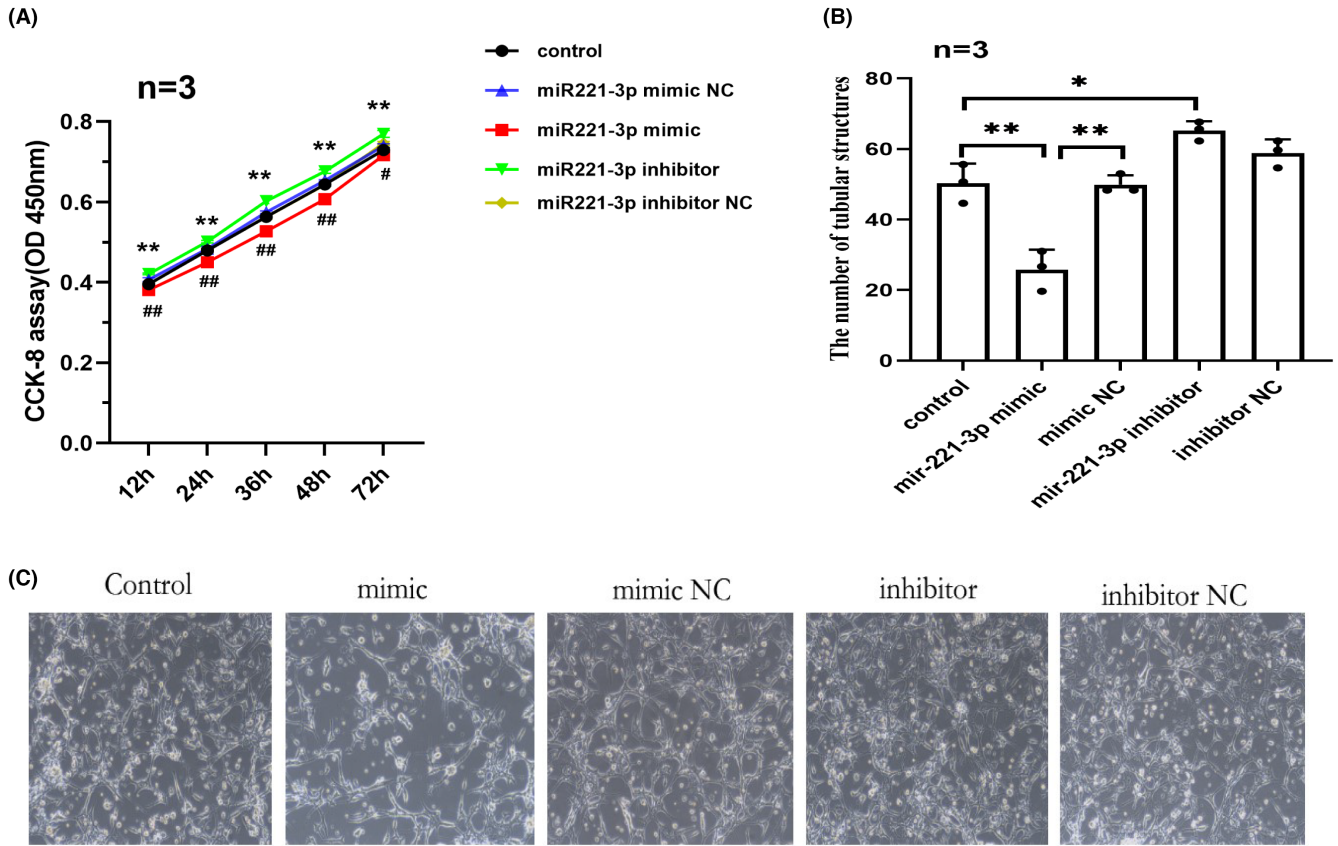 (A)
n=3
control
miR221-3p mimic NC
miR221-3p mimic
miR221-3p inhibitor
miR221-3p inhibitor NC
CCK-8 assay(OD 450nm)
0.8
0.6
0.4
0.2
0.0
** ** ** ** **
## ## ## ## #
12h 24h 36h 48h 72h
(B)
n=3
The number of tubular structures
80
60
40
20
0
*
** **
control
mir-221-3p mimic
mimic NC
mir-221-3p inhibitor
inhibitor NC
(C)
Control mimic mimic NC inhibitor inhibitor NC